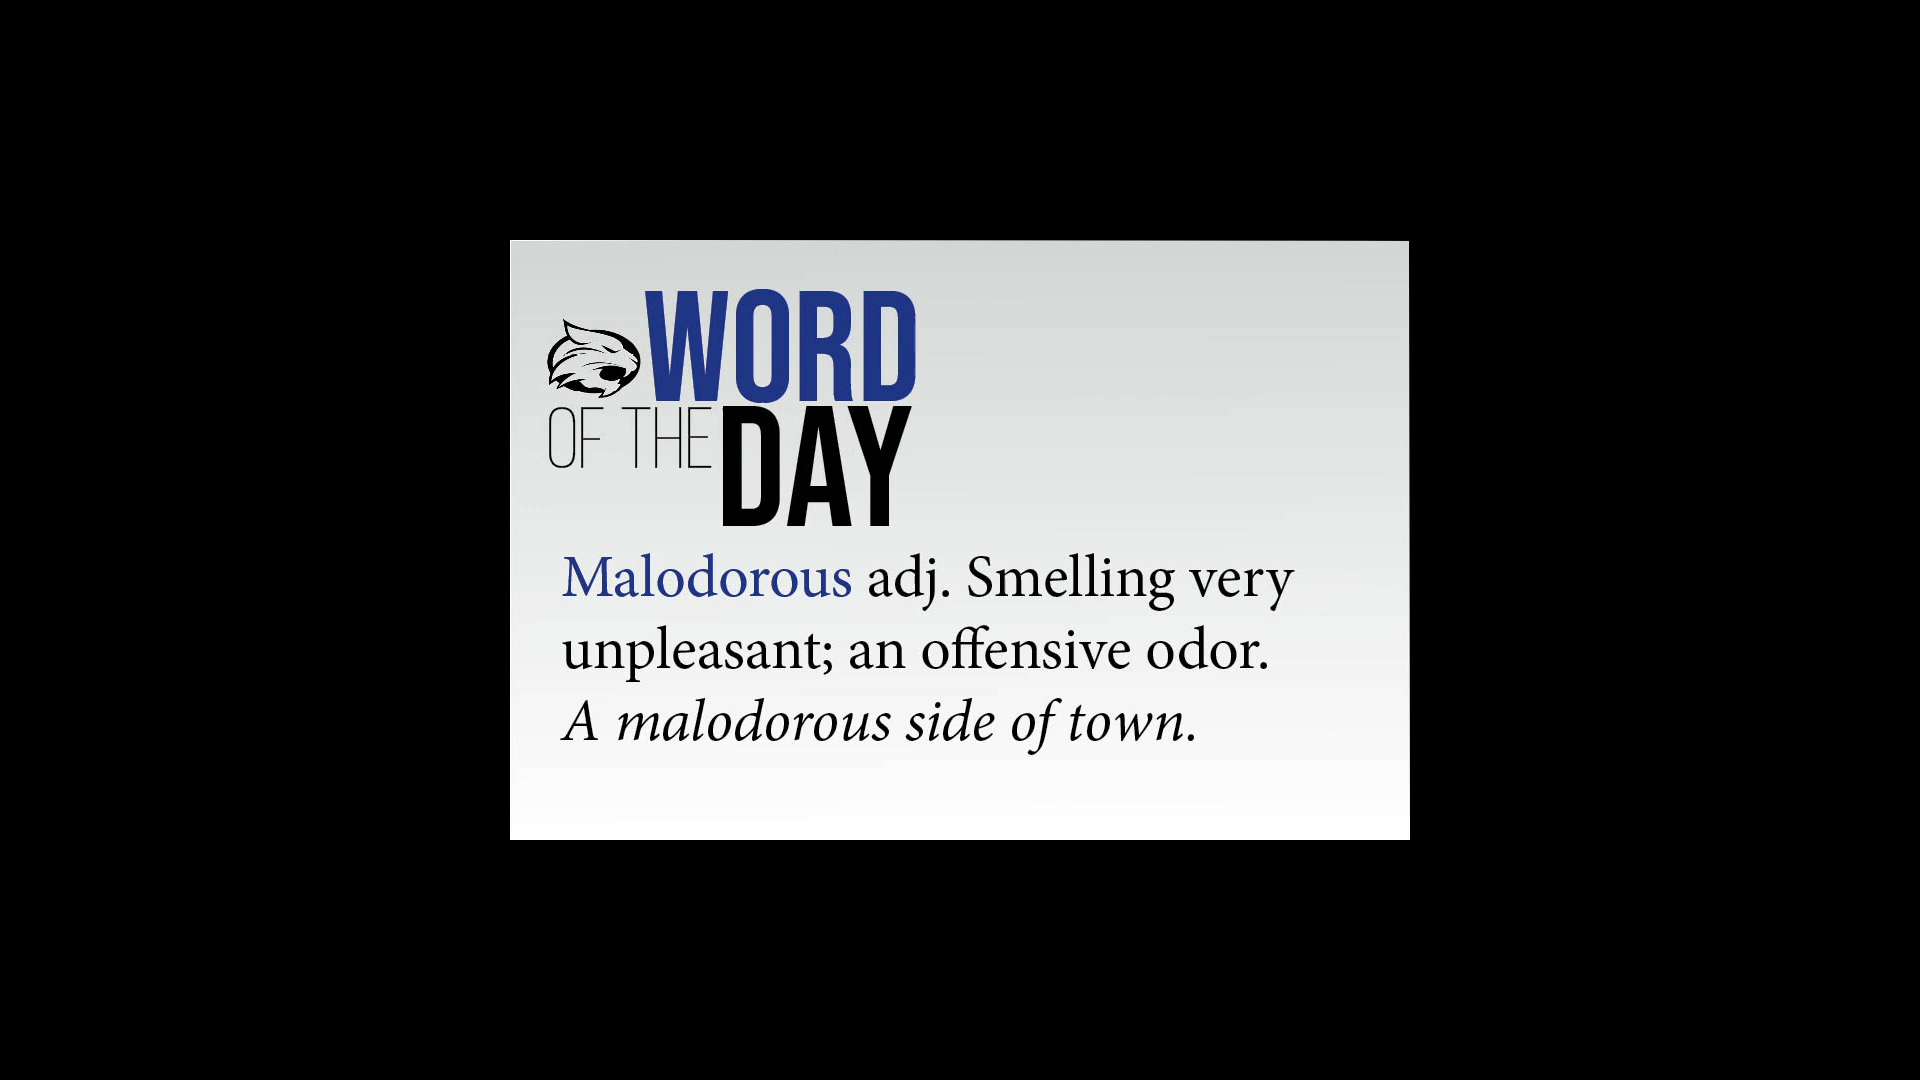 WORD
OF THE DAY
Malodorous adj. Smelling very
unpleasant; an offensive odor.
A malodorous side of town.